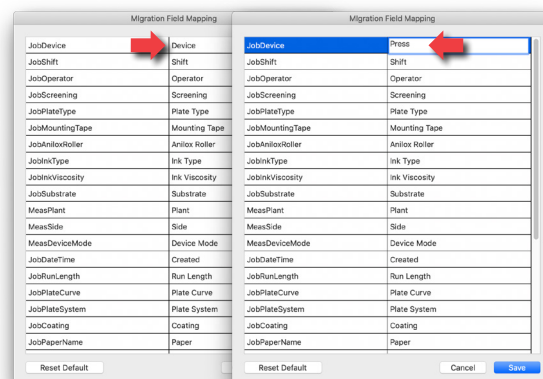 MIgration Field Mapping
JobDevice Device
JobShift Shift
JobOperator Operator
JobScreening Screening
JobPlateType Plate Type
JobMountingTape Mounting Tape
JobAniloxRoller Anilox Roller
JobInkType Ink Type
JobInkViscosity Ink Viscosity
JobSubstrate Substrate
MeasPlant Plant
MeasSide Side
MeasDeviceMode Device Mode
JobDateTime Created
JobRunLength Run Length
JobPlateCurve Plate Curve
JobPlateSystem Plate System
JobCoating Coating
JobPaperName Paper
Reset Default
MIgration Field Mapping
JobDevice Press
JobShift Shift
JobOperator Operator
JobScreening Screening
JobPlateType Plate Type
JobMountingTape Mounting Tape
JobAniloxRoller Anilox Roller
JobInkType Ink Type
JobInkViscosity Ink Viscosity
JobSubstrate Substrate
MeasPlant Plant
MeasSide Side
MeasDeviceMode Device Mode
JobDateTime Created
JobRunLength Run Length
JobPlateCurve Plate Curve
JobPlateSystem Plate System
JobCoating Coating
JobPaperName Paper
Reset Default Cancel Save